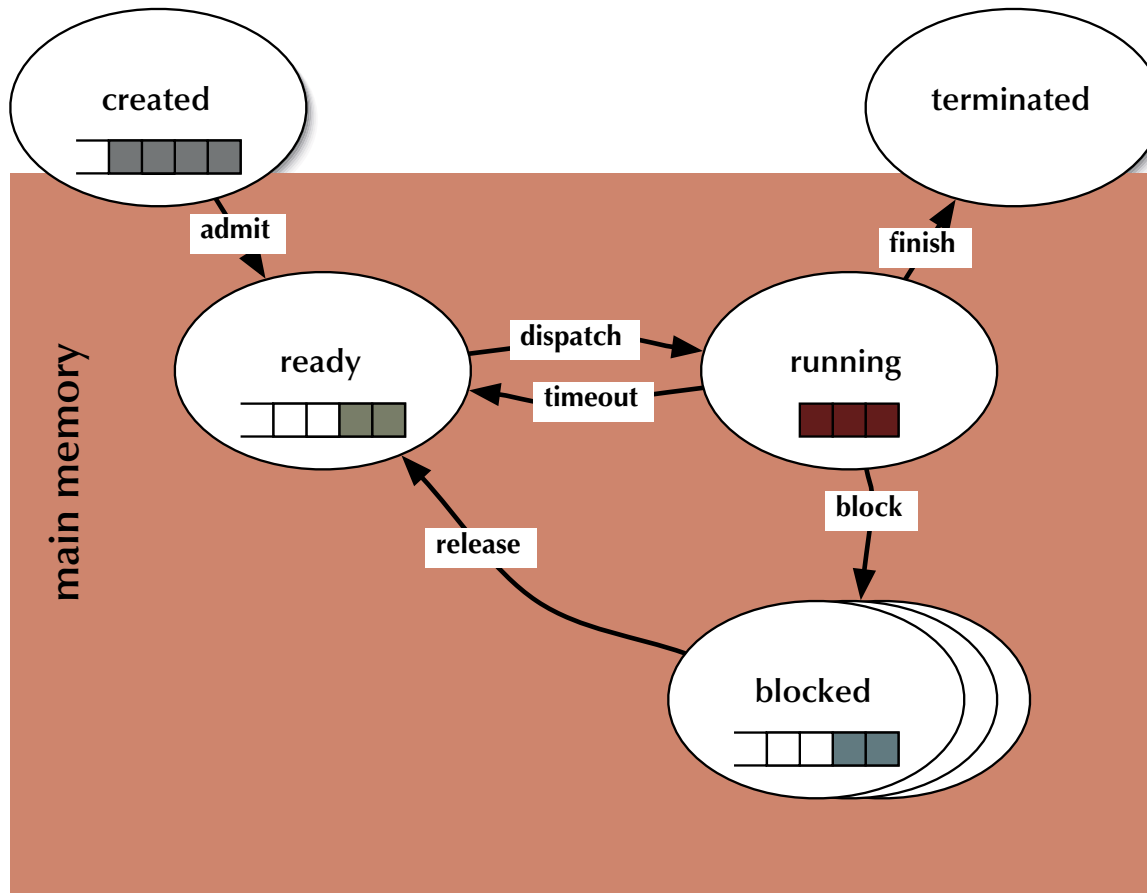 created
terminated
admit
finish
ready
dispatch
running
timeout
main memory
block
release
blocked